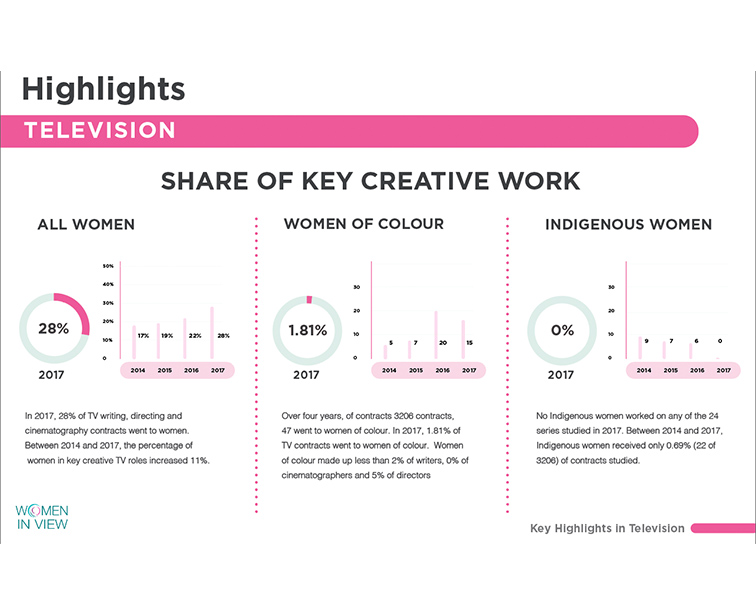 Highlights
TELEVISION
SHARE OF KEY CREATIVE WORK
ALL WOMEN
50%
40%
30%
20%
10%
0
17% 19% 22% 28%
2014 2015 2016 2017
28%
2017
In 2017, 28% of TV writing, directing and
cinematography contracts went to women.
Between 2014 and 2017, the percentage of
women in key creative TV roles increased 11%.
WOMEN OF COLOUR
30
20
10
0
5 7 20 15
2014 2015 2016 2017
1.81%
2017
Over four years, of contracts 3206 contracts,
47 went to women of colour. In 2017, 1.81% of
TV contracts went to women of colour. Women
of colour made up less than 2% of writers, 0% of
cinematographers and 5% of directors
INDIGENOUS WOMEN
30
20
10
0
9 7 6 0
2014 2015 2016 2017
0%
2017
No Indigenous women worked on any of the 24
series studied in 2017. Between 2014 and 2017,
Indigenous women received only 0.69% (22 of
3206) of contracts studied.
WOMEN
IN VIEW
Key Highlights in Television